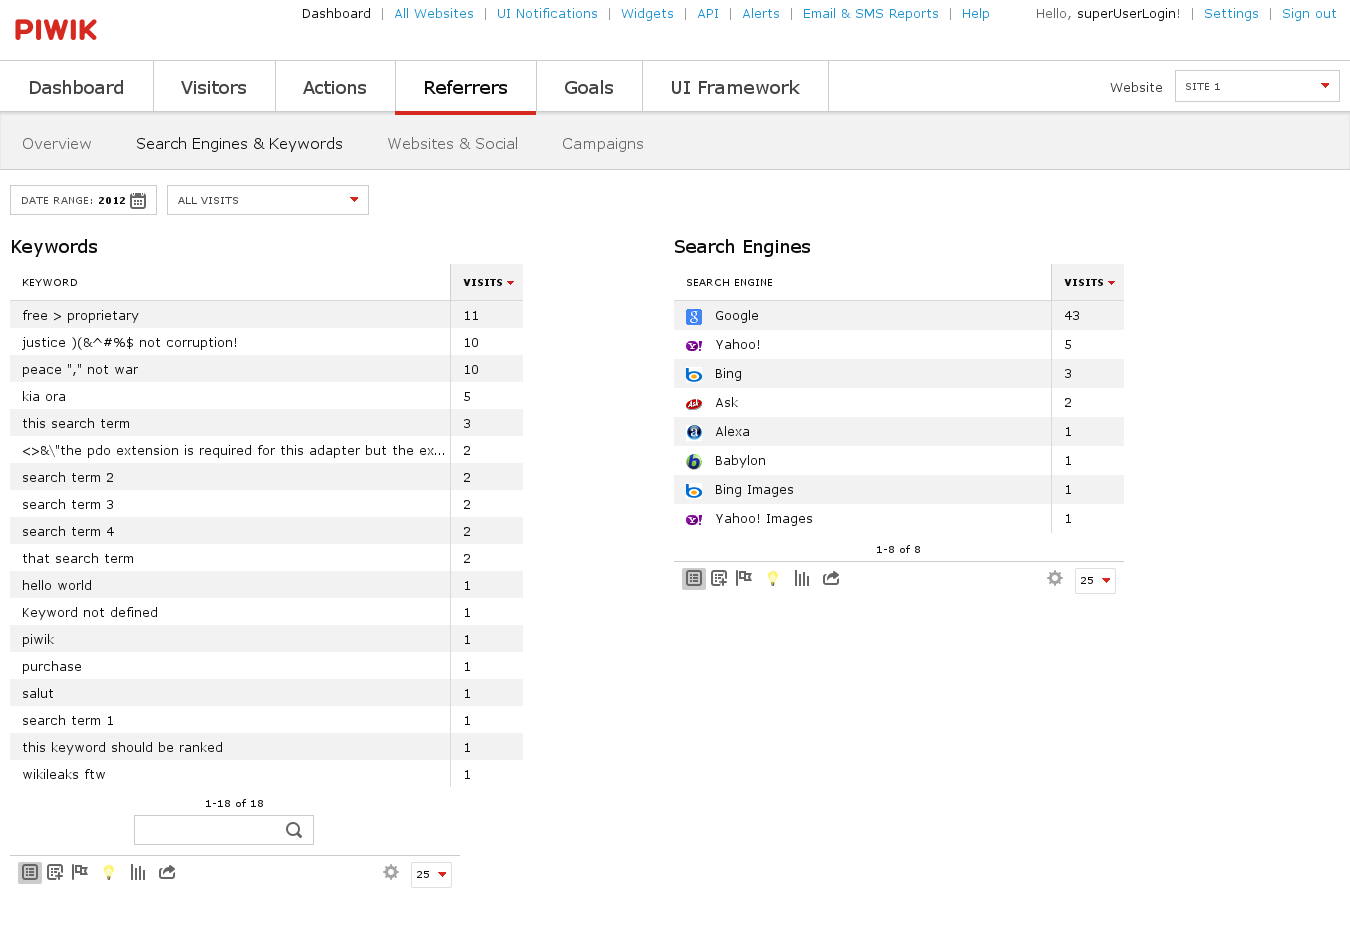 PIWIK
Dashboard | All Websites | UI Notifications | Widgets | API | Alerts | Email & SMS Reports | Help
Hello, superUserLogin! | Settings | Sign out
Dashboard Visitors Actions Referrers Goals UI Framework
Website SITE 1
Overview Search Engines & Keywords Websites & Social Campaigns
DATE RANGE: 2012 ALL VISITS
Keywords
KEYWORD VISITS
free > proprietary 11
justice )(&^#%$ not corruption! 10
peace "," not war 10
kia ora 5
this search term 3
<>&\"the pdo extension is required for this adapter but the ex... 2
search term 2 2
search term 3 2
search term 4 2
that search term 2
hello world 1
Keyword not defined 1
piwik 1
purchase 1
salut 1
search term 1 1
this keyword should be ranked 1
wikileaks ftw 1
1-18 of 18
25
Search Engines
SEARCH ENGINE VISITS
Google 43
Yahoo! 5
Bing 3
Ask 2
Alexa 1
Babylon 1
Bing Images 1
Yahoo! Images 1
1-8 of 8
25